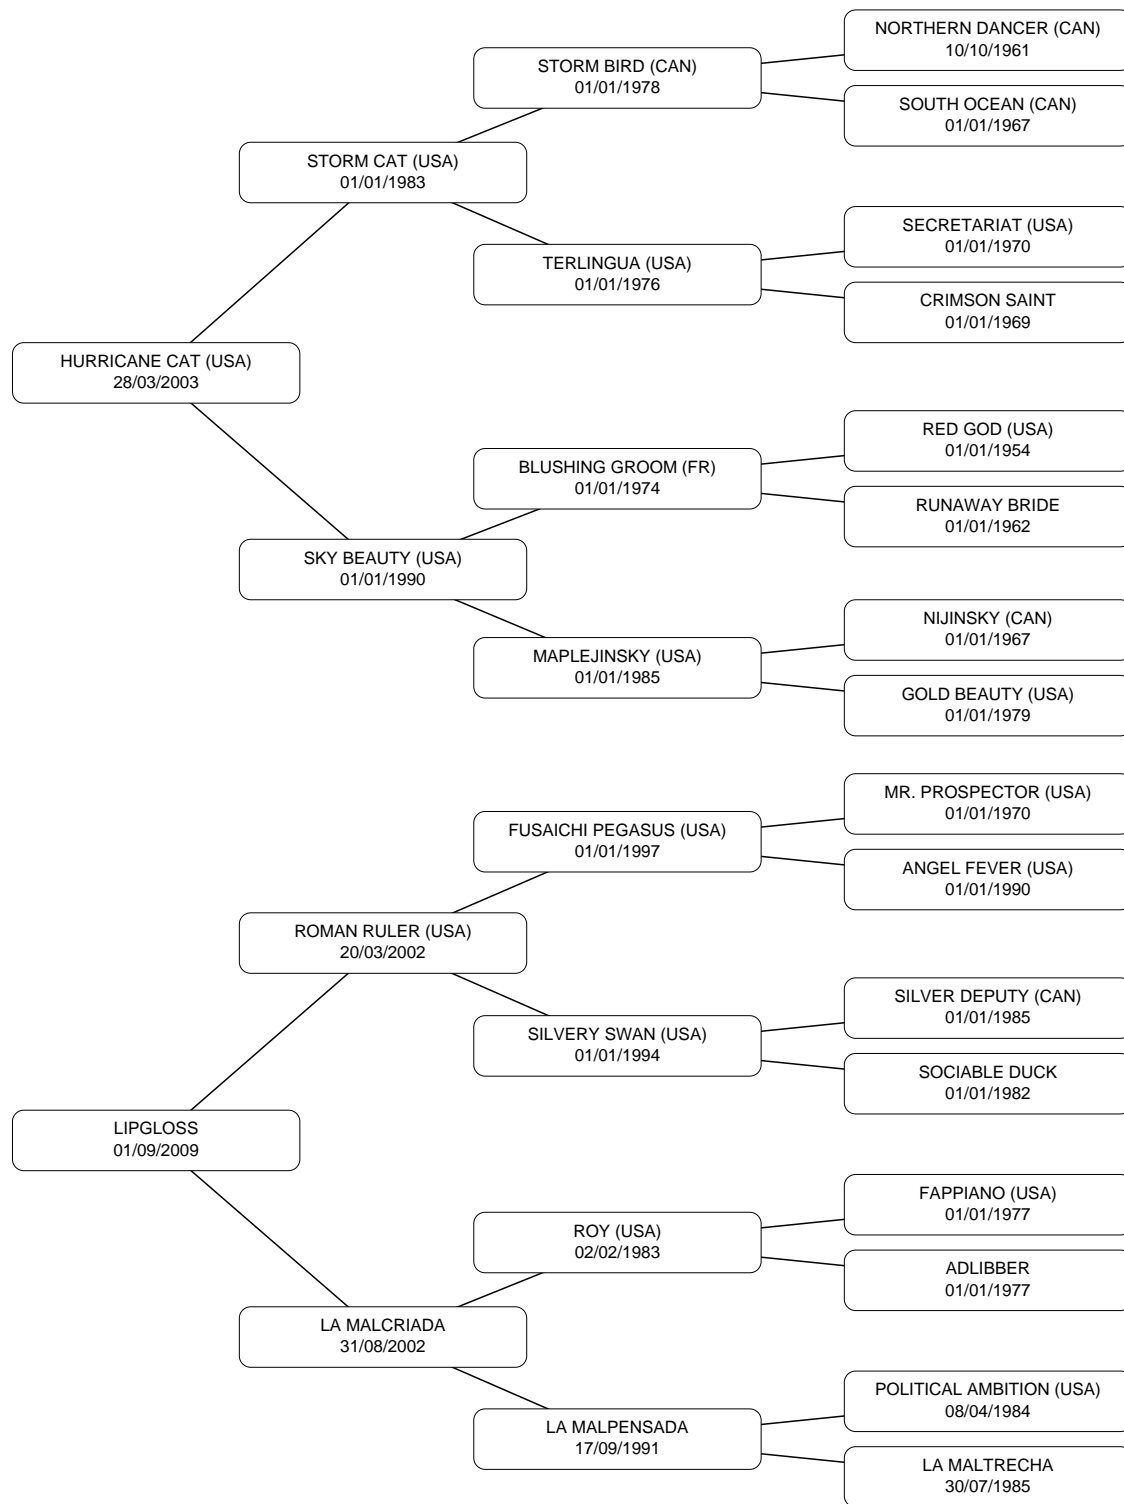 NORTHERN DANCER (CAN)
10/10/1961
STORM BIRD (CAN)
01/01/1978
SOUTH OCEAN (CAN)
01/01/1967
STORM CAT (USA)
01/01/1983
SECRETARIAT (USA)
01/01/1970
TERLINGUA (USA)
01/01/1976
CRIMSON SAINT
01/01/1969
HURRICANE CAT (USA)
28/03/2003
RED GOD (USA)
01/01/1954
BLUSHING GROOM (FR)
01/01/1974
RUNAWAY BRIDE
01/01/1962
SKY BEAUTY (USA)
01/01/1990
NIJINSKY (CAN)
01/01/1967
MAPLEJINSKY (USA)
01/01/1985
GOLD BEAUTY (USA)
01/01/1979
MR. PROSPECTOR (USA)
01/01/1970
FUSAICHI PEGASUS (USA)
01/01/1997
ANGEL FEVER (USA)
01/01/1990
ROMAN RULER (USA)
20/03/2002
SILVER DEPUTY (CAN)
01/01/1985
SILVERY SWAN (USA)
01/01/1994
SOCIABLE DUCK
01/01/1982
LIPGLOSS
01/09/2009
FAPPIANO (USA)
01/01/1977
ROY (USA)
02/02/1983
ADLIBBER
01/01/1977
LA MALCRIADA
31/08/2002
POLITICAL AMBITION (USA)
08/04/1984
LA MALPENSADA
17/09/1991
LA MALTRECHA
30/07/1985